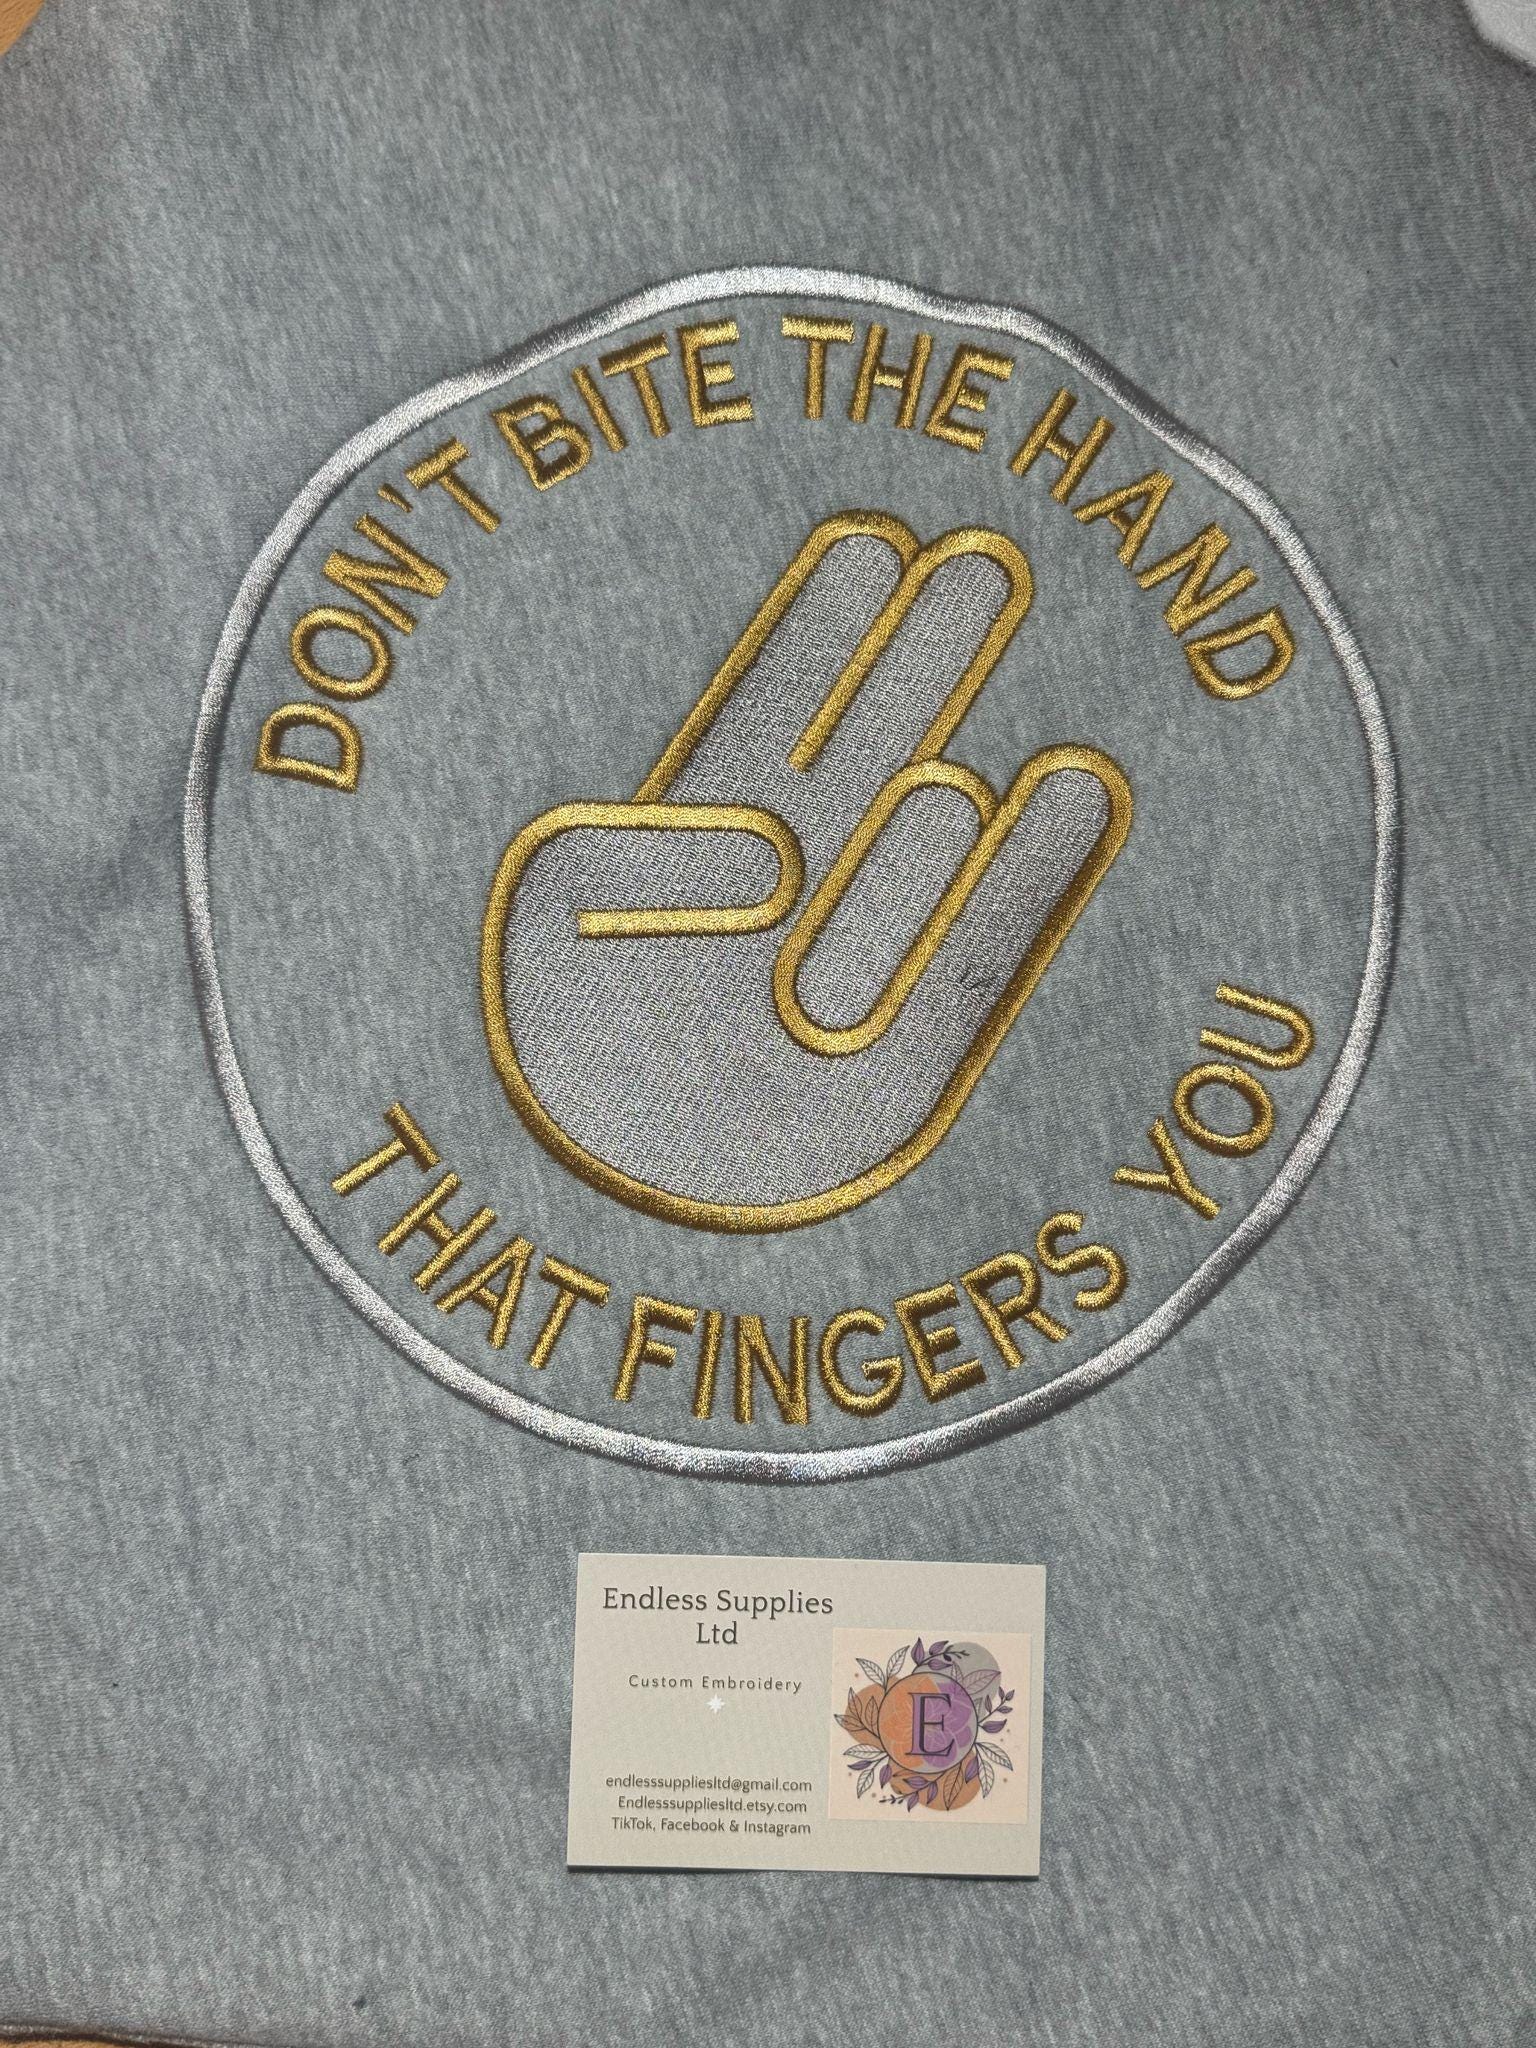 DON'T BITE THE HAND
THAT FINGERS YOU
Endless Supplies
Ltd
Custom Embroidery
E
endlesssuppliesltd@gmail.com
Endlesssuppliesltd.etsy.com
TikTok, Facebook & Instagram